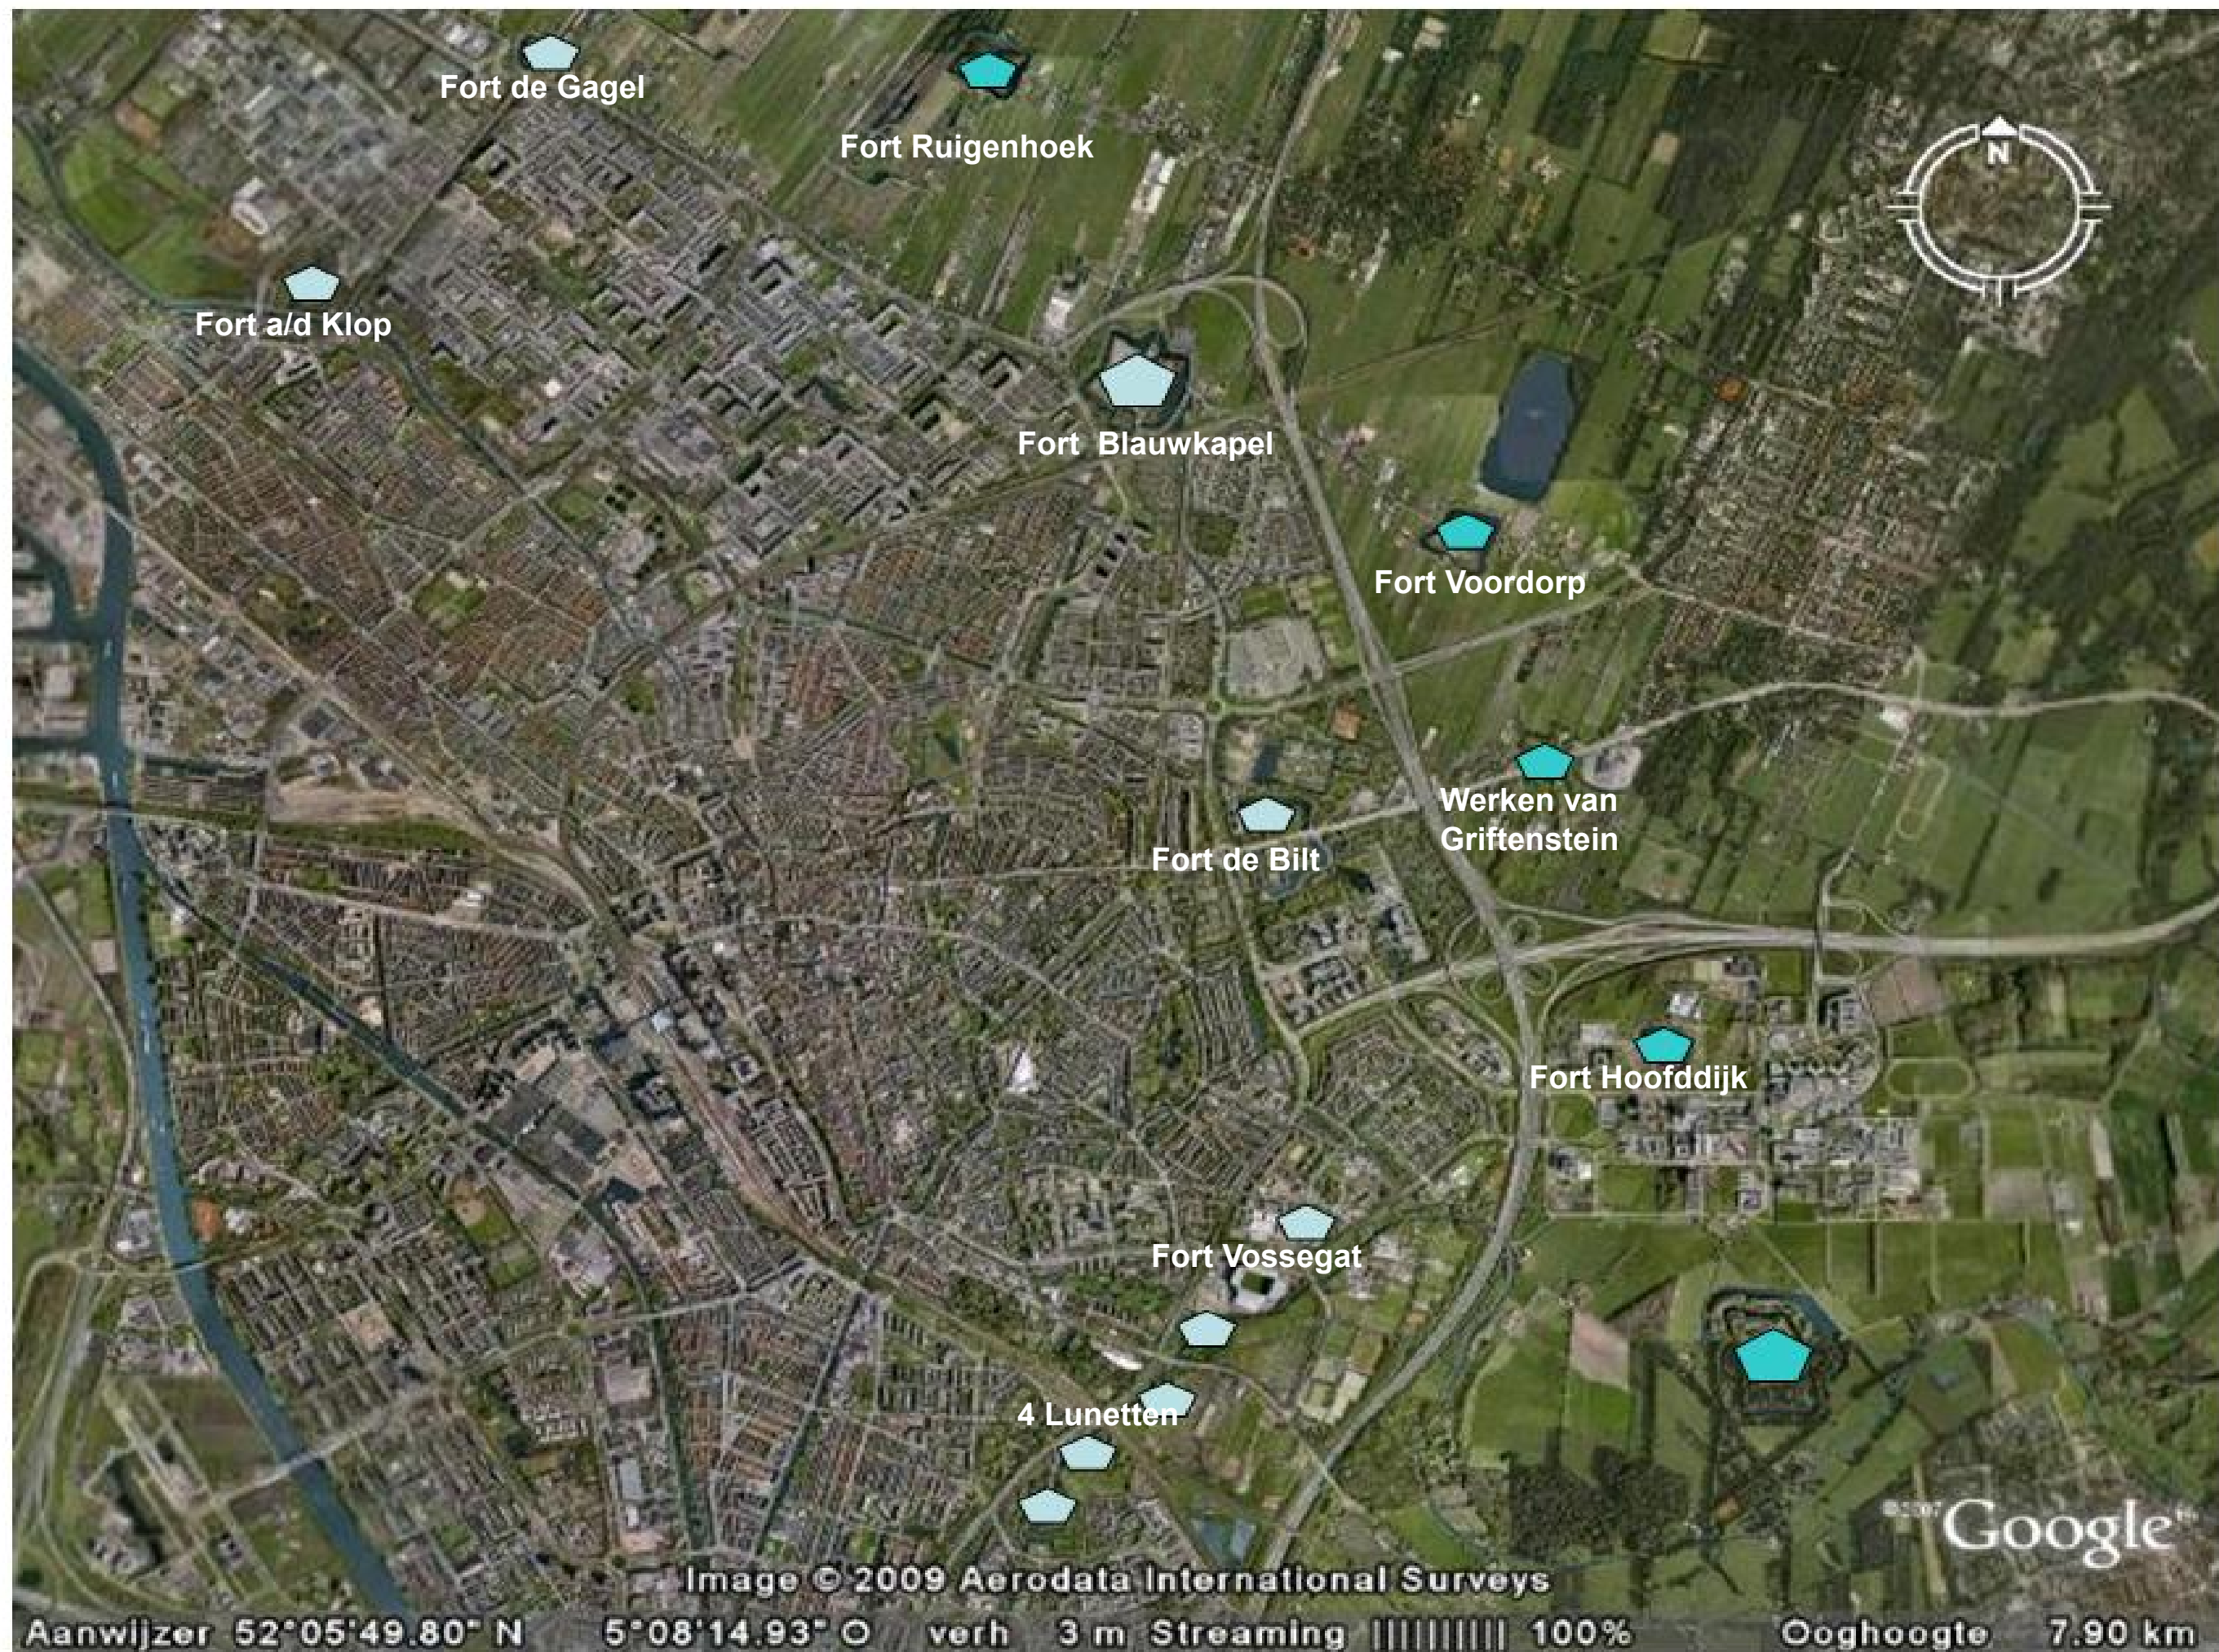 Fort de Gagel
Fort Ruigenhoek
N
Fort a/d Klop
Fort  Blauwkapel
Fort Voordorp
Werken van
Griftenstein
Fort de Bilt
Fort Hoofddijk
Fort Vossegat
4 Lunetten
©2007 Google™
Image © 2009 Aerodata International Surveys
Aanwijzer 52°05'49.80" N 5°08'14.93" O verh 3 m Streaming |||||||||| 100% Ooghoogte 7.90 km